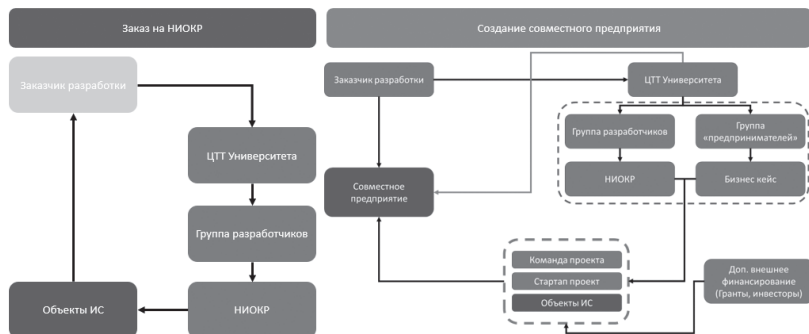 Заказ на НИОКР
Создание совместного предприятия
Заказчик разработки
ЦТТ Университета
Группа разработчиков
НИОКР
Объекты ИС
Заказчик разработки
ЦТТ Университета
Группа разработчиков
Группа
«предпринимателей»
НИОКР
Бизнес кейс
Совместное
предприятие
Команда проекта
Стартап проект
Объекты ИС
Доп. внешнее
финансирование
(Гранты, инвесторы)